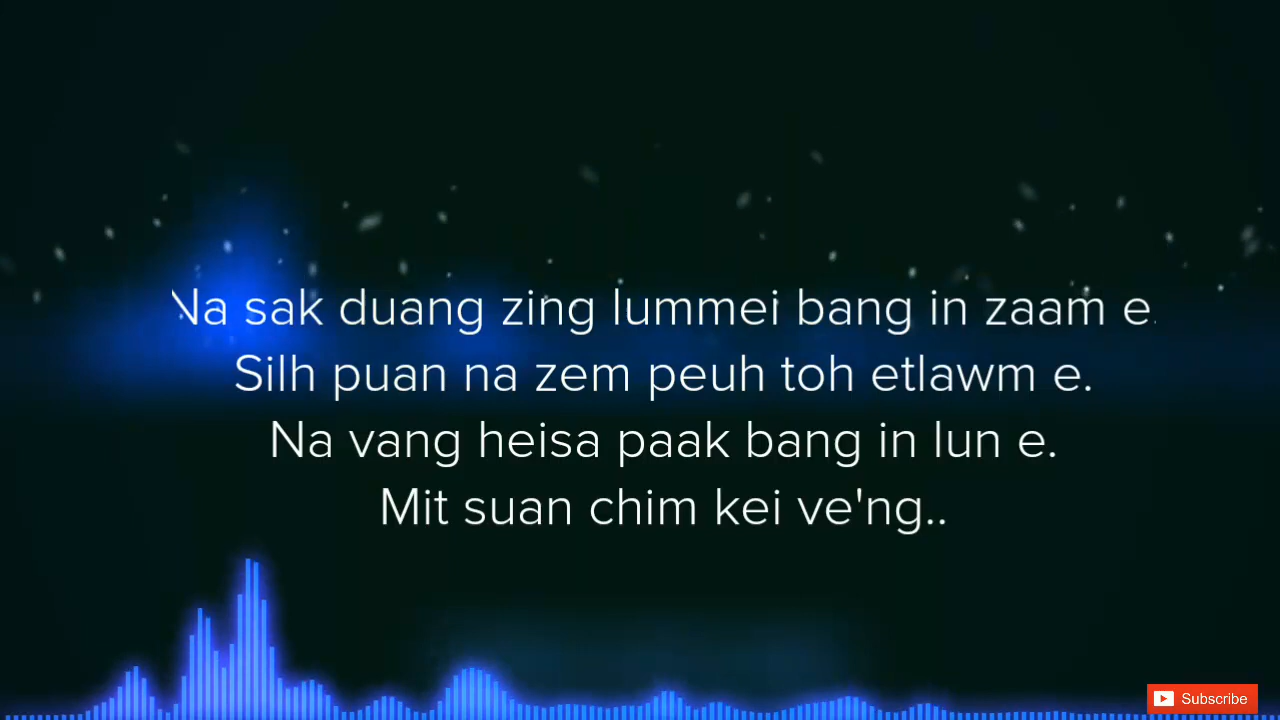 Na sak duang zing lummei bang in zaam e.
Silh puan na zem peuh toh etlawm e.
Na vang heisa paak bang in lun e.
Mit suan chim kei ve'ng..
Subscribe